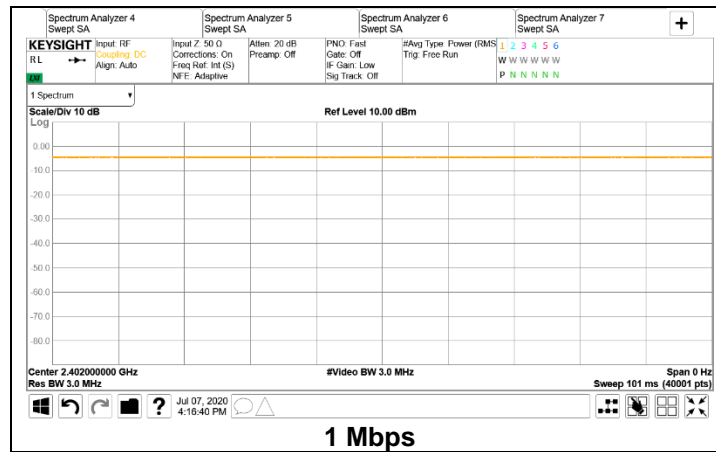 Spectrum Analyzer 4
Swept SA
Spectrum Analyzer 5
Swept SA
Spectrum Analyzer 6
Swept SA
Spectrum Analyzer 7
Swept SA
+
KEYSIGHT
RL
Input: RF
Coupling: DC
Align: Auto
Input Z: 50 Ω
Corrections: On
Freq Ref: Int (S)
NFE: Adaptive
Atten: 20 dB
Preamp: Off
PNO: Fast
Gate: Off
IF Gain: Low
Sig Track: Off
#Avg Type: Power (RMS
Trig: Free Run
1 2 3 4 5 6
W W W W W W
P N N N N N
1 Spectrum
Scale/Div 10 dB
Ref Level 10.00 dBm
Log
0.00
-10.0
-20.0
-30.0
-40.0
-50.0
-60.0
-70.0
-80.0
Center 2.402000000 GHz
#Video BW 3.0 MHz
Span 0 Hz
Res BW 3.0 MHz
Sweep 101 ms (40001 pts)
?
Jul 07, 2020
4:16:40 PM
1 Mbps